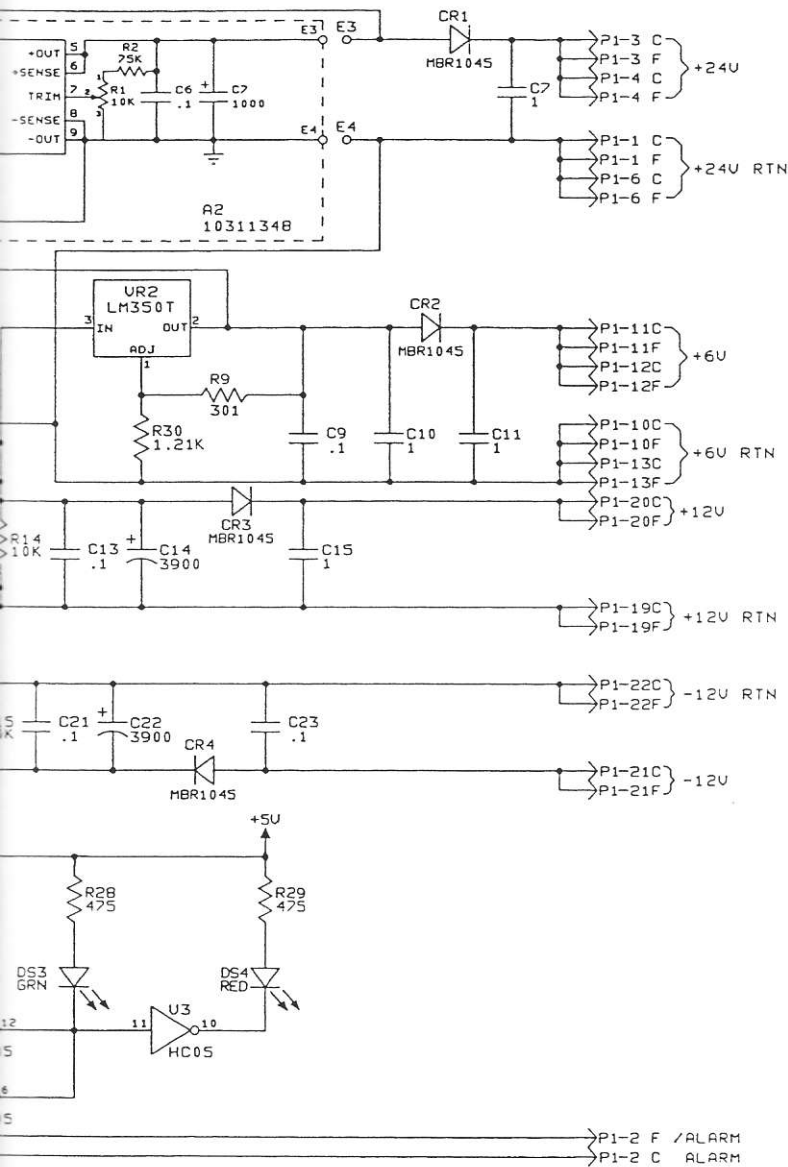 CR1
MBR1045
E3 E3
+OUT 5
+SENSE 6
TRIM 7
-SENSE 8
-OUT 9
R2
75K
1
2
3
R1
10K
C6
.1
+
C7
1000
E4 E4
A2
10311348
C7
1
P1-3 C
P1-3 F
P1-4 C
P1-4 F
+24V
P1-1 C
P1-1 F
P1-6 C
P1-6 F
+24V RTN
VR2
LM350T
3 IN OUT 2
ADJ
1
R9
301
R30
1.21K
C9
.1
C10
1
CR2
MBR1045
C11
1
P1-11C
P1-11F
P1-12C
P1-12F
+6V
P1-10C
P1-10F
P1-13C
P1-13F
+6V RTN
R14
10K
C13
.1
+
C14
3900
CR3
MBR1045
C15
1
P1-20C
P1-20F
+12V
P1-19C
P1-19F
+12V RTN
5
K
C21
.1
+
C22
3900
CR4
MBR1045
C23
.1
P1-22C
P1-22F
-12V RTN
P1-21C
P1-21F
-12V
+5V
R28
475
R29
475
DS3
GRN
DS4
RED
12
11
U3
10
HC05
05
6
05
P1-2 F /ALARM
P1-2 C ALARM